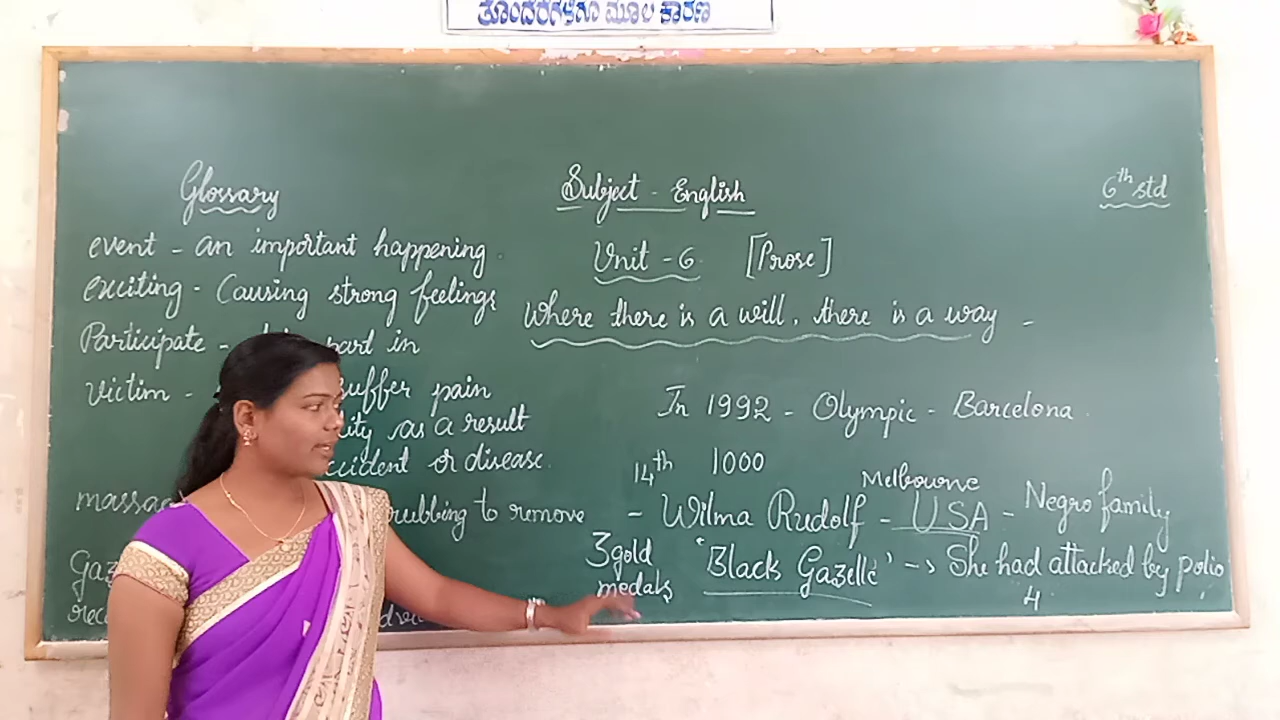 ತೊಂದರೆಗಳಿಗೂ ಮೂಲ ಕಾರಣ
Glossary
event - an important happening
exciting - Causing strong feelings
Participate - part in
Victim - suffer pain
as a result
accident or disease.
rubbing to remove
Subject - English
6th std
Unit - 6 [Prose]
Where there is a will, there is a way -
In 1992 - Olympic - Barcelona
14th 1000
Melbourne
- Wilma Rudolf - USA - Negro family
3 gold
medals
'Black Gazelle' -> She had attacked by polio
4